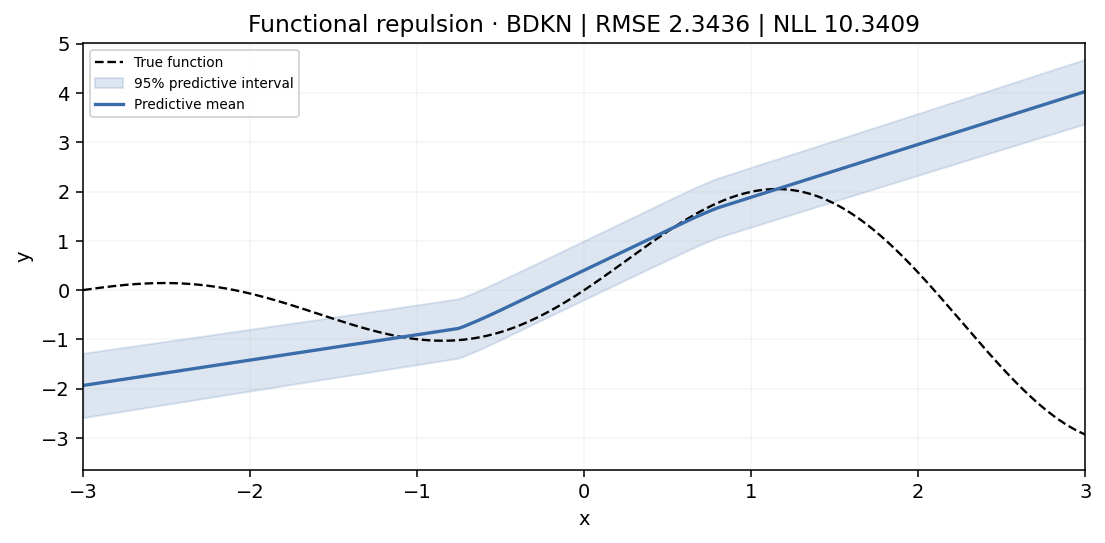 Functional repulsion · BDKN | RMSE 2.3436 | NLL 10.3409
True function
95% predictive interval
Predictive mean
5
4
3
2
1
0
−1
−2
−3
y
−3 −2 −1 0 1 2 3
x